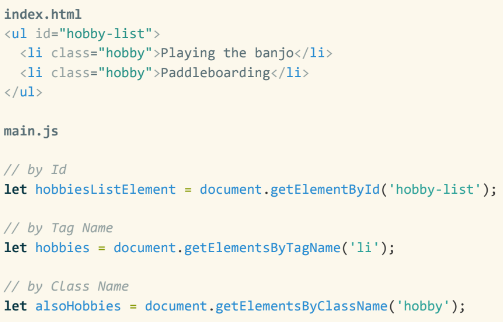 index.html
<ul id="hobby-list">
  <li class="hobby">Playing the banjo</li>
  <li class="hobby">Paddleboarding</li>
</ul>
main.js
// by Id
let hobbiesListElement = document.getElementById('hobby-list');
// by Tag Name
let hobbies = document.getElementsByTagName('li');
// by Class Name
let alsoHobbies = document.getElementsByClassName('hobby');